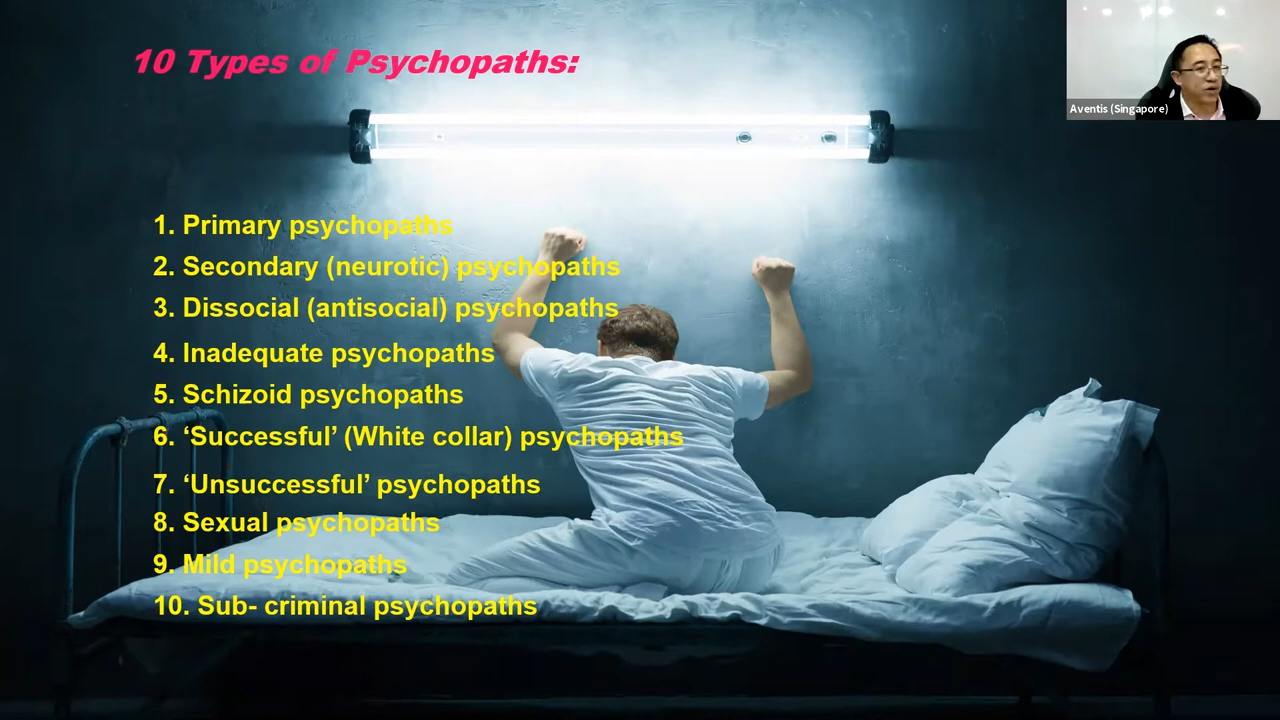 10 Types of Psychopaths:
Aventis (Singapore)
1. Primary psychopaths
2. Secondary (neurotic) psychopaths
3. Dissocial (antisocial) psychopaths
4. Inadequate psychopaths
5. Schizoid psychopaths
6. ‘Successful’ (White collar) psychopaths
7. ‘Unsuccessful’ psychopaths
8. Sexual psychopaths
9. Mild psychopaths
10. Sub- criminal psychopaths